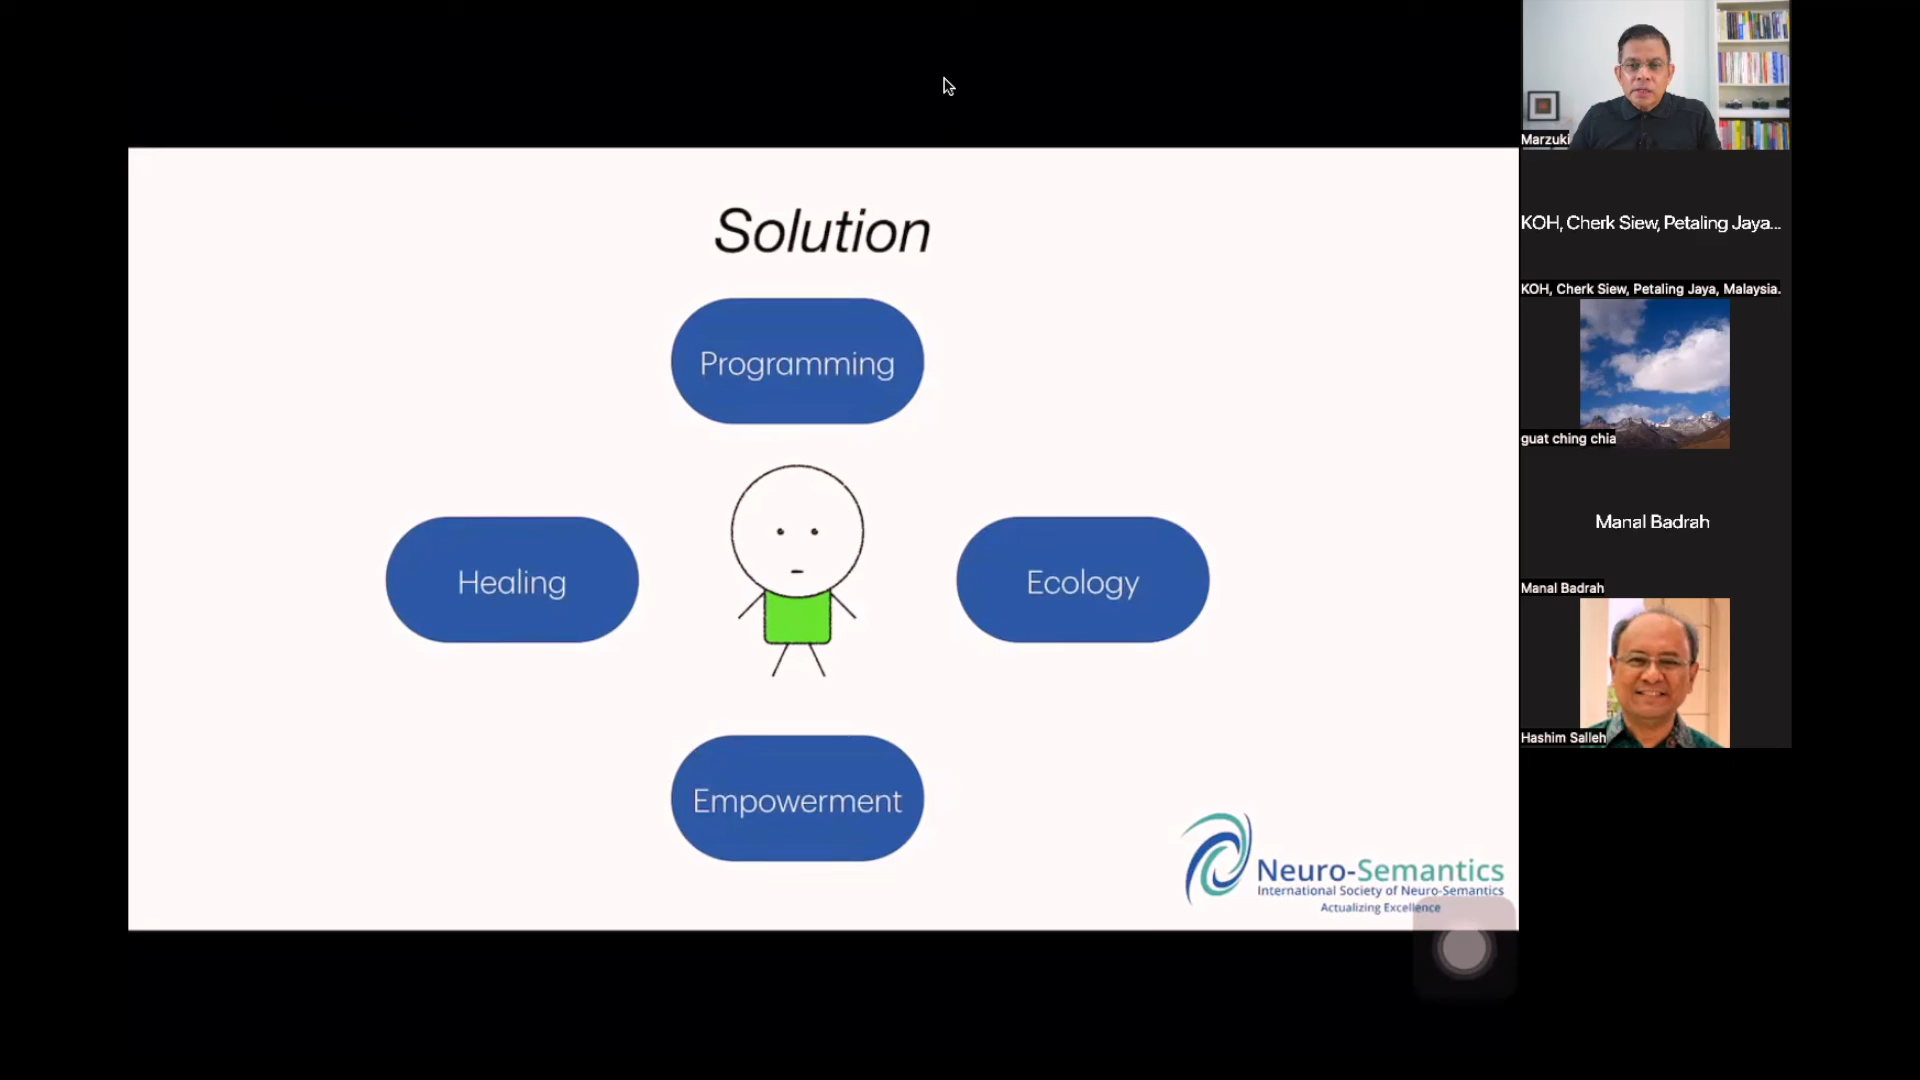 Solution
Programming
Healing
Ecology
Empowerment
Neuro-Semantics
International Society of Neuro-Semantics
Actualizing Excellence
Marzuki
KOH, Cherk Siew, Petaling Jaya...
KOH, Cherk Siew, Petaling Jaya, Malaysia.
guat ching chia
Manal Badrah
Manal Badrah
Hashim Salleh